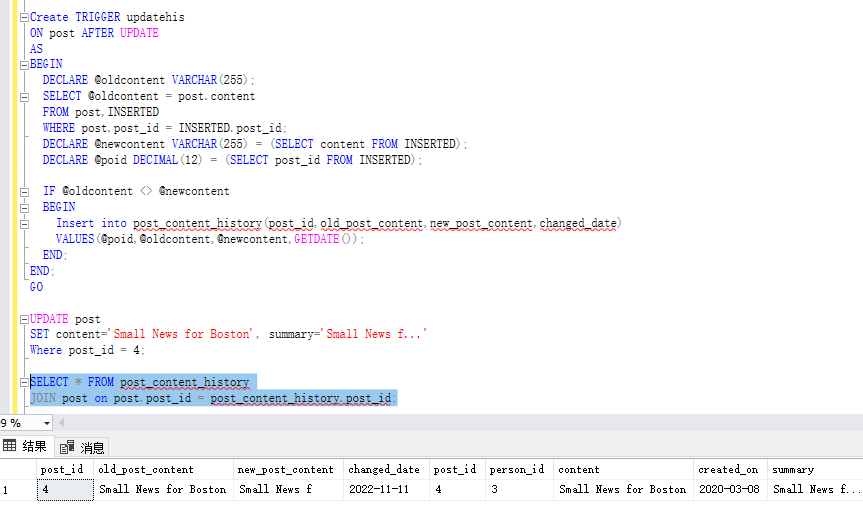 Create TRIGGER updatehis
ON post AFTER UPDATE
AS
BEGIN
DECLARE @oldcontent VARCHAR(255);
SELECT @oldcontent = post.content
FROM post,INSERTED
WHERE post.post_id = INSERTED.post_id;
DECLARE @newcontent VARCHAR(255) = (SELECT content FROM INSERTED);
DECLARE @poid DECIMAL(12) = (SELECT post_id FROM INSERTED);
IF @oldcontent <> @newcontent
BEGIN
Insert into post_content_history(post_id,old_post_content,new_post_content,changed_date)
VALUES(@poid,@oldcontent,@newcontent,GETDATE());
END;
END;
GO
UPDATE post
SET content='Small News for Boston', summary='Small News f...'
Where post_id = 4;
SELECT * FROM post_content_history
JOIN post on post.post_id = post_content_history.post_id;
9 %
结果 消息
post_id old_post_content new_post_content changed_date post_id person_id content created_on summary
1 4 Small News for Boston Small News f 2022-11-11 4 3 Small News for Boston 2020-03-08 Small News f...